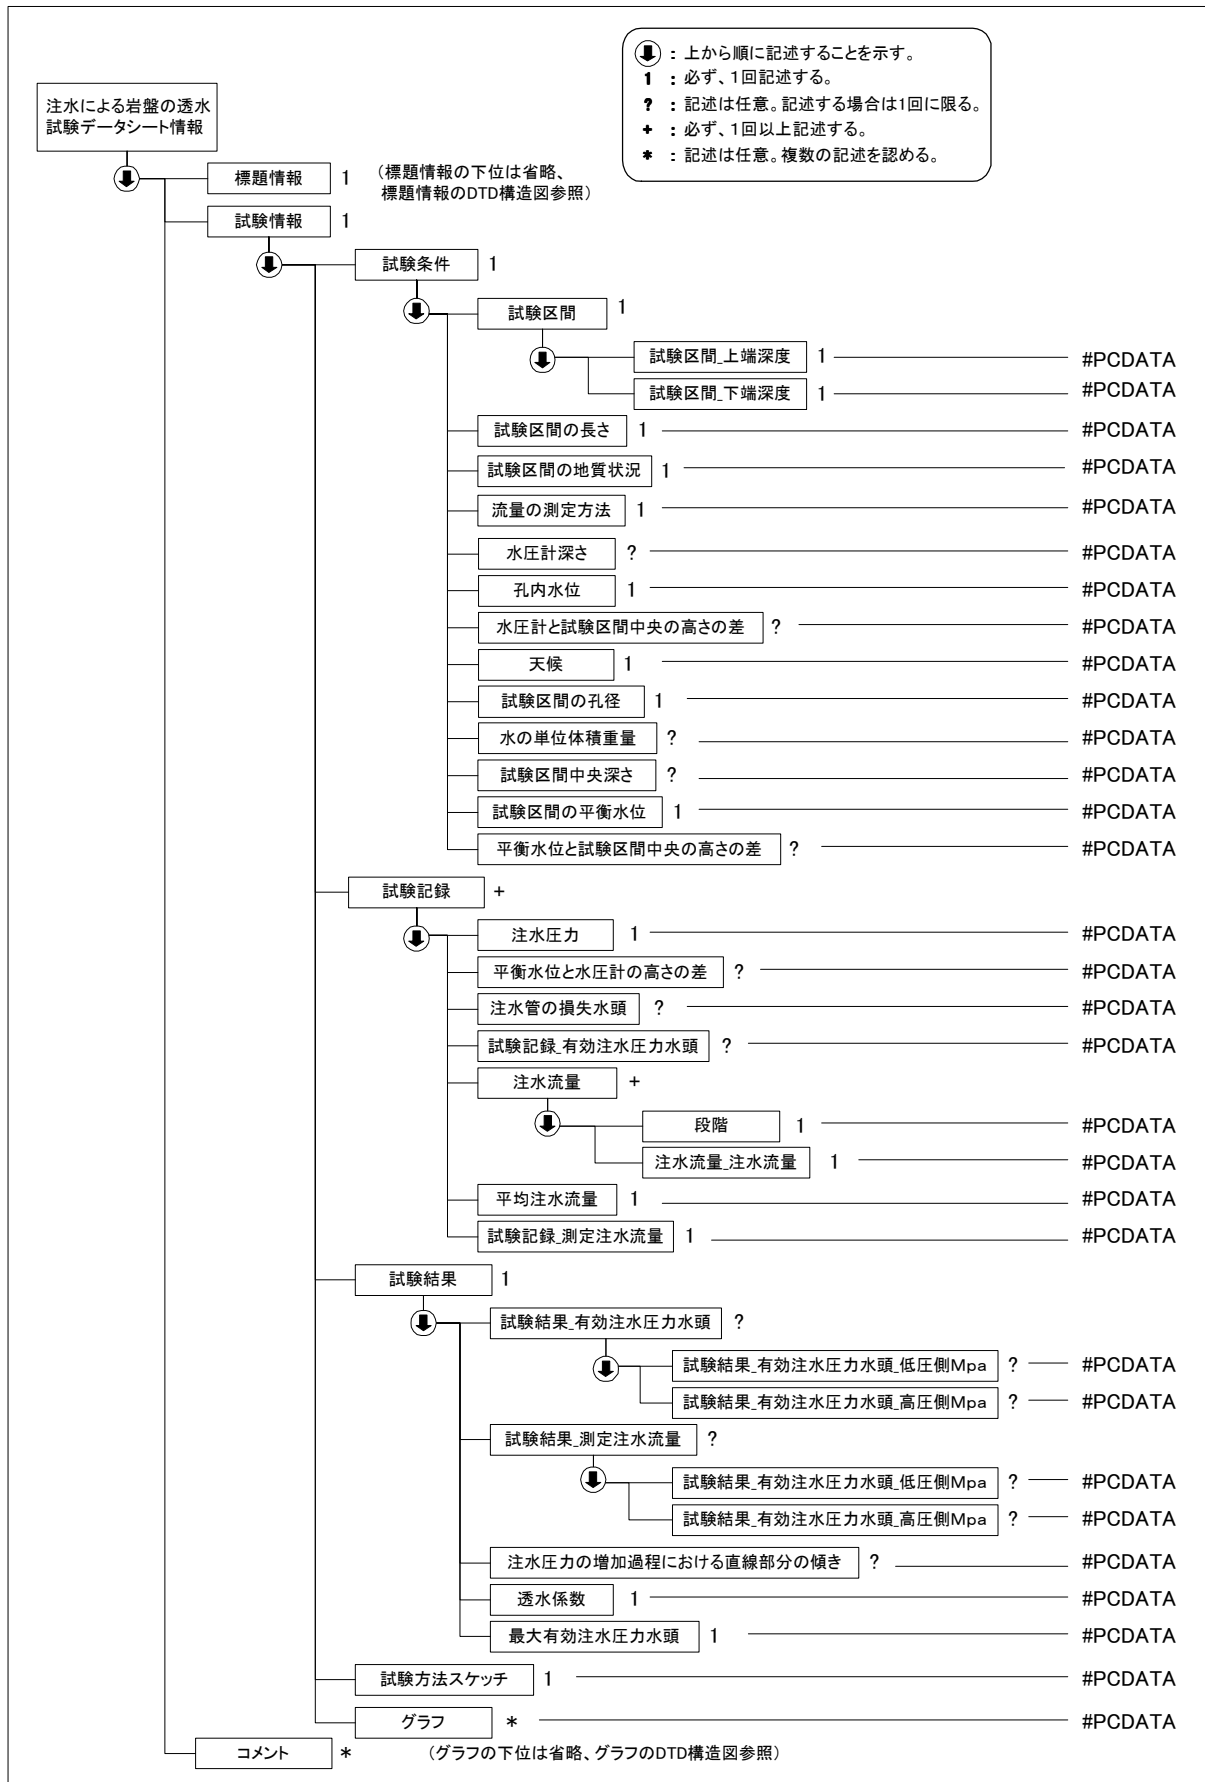 ：上から順に記述することを示す。
1 ：必ず、1回記述する。
? ：記述は任意。記述する場合は1回に限る。
+ ：必ず、1回以上記述する。
* ：記述は任意。複数の記述を認める。
注水による岩盤の透水
試験データシート情報
標題情報 1 （標題情報の下位は省略、
標題情報のDTD構造図参照）
試験情報 1
試験条件 1
試験区間 1
試験区間_上端深度 1 #PCDATA
試験区間_下端深度 1 #PCDATA
試験区間の長さ 1 #PCDATA
試験区間の地質状況 1 #PCDATA
流量の測定方法 1 #PCDATA
水圧計深さ ? #PCDATA
孔内水位 1 #PCDATA
水圧計と試験区間中央の高さの差 ? #PCDATA
天候 1 #PCDATA
試験区間の孔径 1 #PCDATA
水の単位体積重量 ? #PCDATA
試験区間中央深さ ? #PCDATA
試験区間の平衡水位 1 #PCDATA
平衡水位と試験区間中央の高さの差 ? #PCDATA
試験記録 +
注水圧力 1 #PCDATA
平衡水位と水圧計の高さの差 ? #PCDATA
注水管の損失水頭 ? #PCDATA
試験記録_有効注水圧力水頭 ? #PCDATA
注水流量 +
段階 1 #PCDATA
注水流量_注水流量 1 #PCDATA
平均注水流量 1 #PCDATA
試験記録_測定注水流量 1 #PCDATA
試験結果 1
試験結果_有効注水圧力水頭 ?
試験結果_有効注水圧力水頭_低圧側Mpa ? #PCDATA
試験結果_有効注水圧力水頭_高圧側Mpa ? #PCDATA
試験結果_測定注水流量 ?
試験結果_有効注水圧力水頭_低圧側Mpa ? #PCDATA
試験結果_有効注水圧力水頭_高圧側Mpa ? #PCDATA
注水圧力の増加過程における直線部分の傾き ? #PCDATA
透水係数 1 #PCDATA
最大有効注水圧力水頭 1 #PCDATA
試験方法スケッチ 1 #PCDATA
グラフ * #PCDATA
コメント * （グラフの下位は省略、グラフのDTD構造図参照）